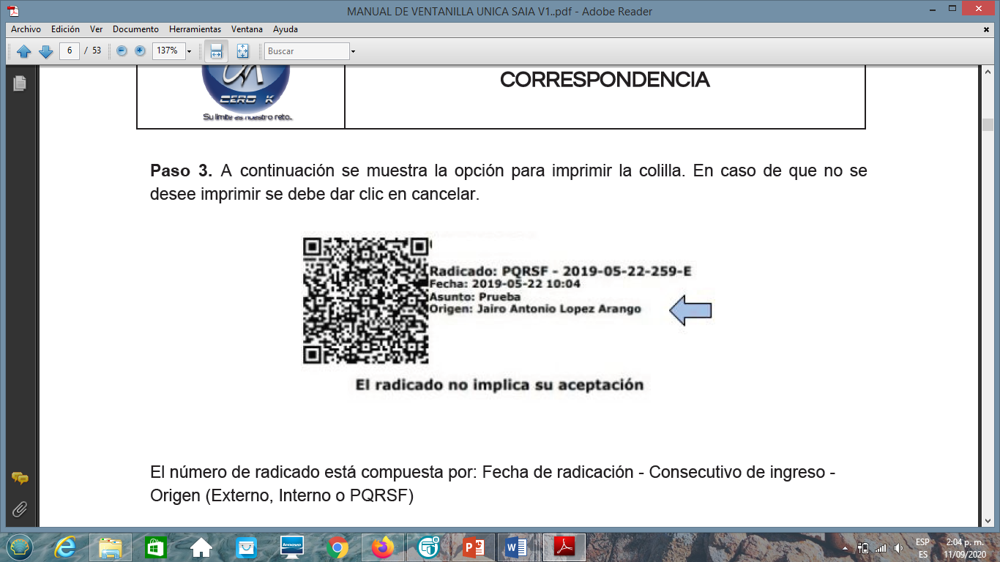 MANUAL DE VENTANILLA UNICA SAIA V1..pdf - Adobe Reader
Archivo Edición Ver Documento Herramientas Ventana Ayuda
6 / 53 137% Buscar
CORRESPONDENCIA
CERO K
Su límite es nuestro reto.
Paso 3. A continuación se muestra la opción para imprimir la colilla. En caso de que no se
desee imprimir se debe dar clic en cancelar.
Radicado: PQRSF - 2019-05-22-259-E
Fecha: 2019-05-22 10:04
Asunto: Prueba
Origen: Jairo Antonio Lopez Arango
El radicado no implica su aceptación
El número de radicado está compuesta por: Fecha de radicación - Consecutivo de ingreso -
Origen (Externo, Interno o PQRSF)
lenovo
ESP
ES
2:04 p. m.
11/09/2020